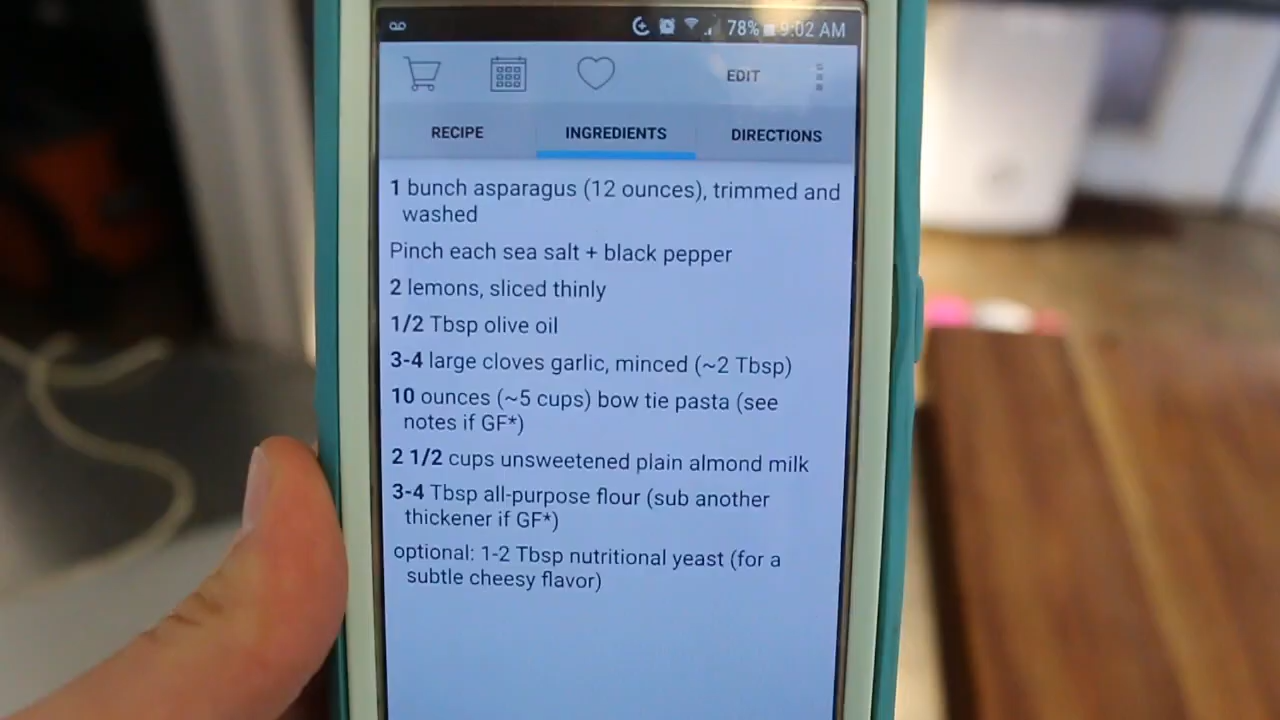 78% 9:02 AM
EDIT
RECIPE INGREDIENTS DIRECTIONS
1 bunch asparagus (12 ounces), trimmed and
washed
Pinch each sea salt + black pepper
2 lemons, sliced thinly
1/2 Tbsp olive oil
3-4 large cloves garlic, minced (~2 Tbsp)
10 ounces (~5 cups) bow tie pasta (see
notes if GF*)
2 1/2 cups unsweetened plain almond milk
3-4 Tbsp all-purpose flour (sub another
thickener if GF*)
optional: 1-2 Tbsp nutritional yeast (for a
subtle cheesy flavor)